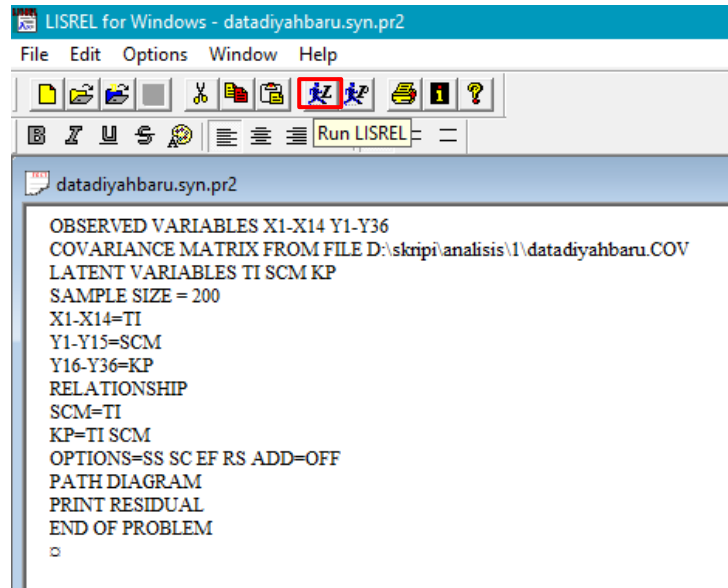 LISREL for Windows - datadiyahbaru.syn.pr2
File Edit Options Window Help
B I U S
Run LISREL
datadiyahbaru.syn.pr2
OBSERVED VARIABLES X1-X14 Y1-Y36
COVARIANCE MATRIX FROM FILE D:\skripi\analisis\1\datadiyahbaru.COV
LATENT VARIABLES TI SCM KP
SAMPLE SIZE = 200
X1-X14=TI
Y1-Y15=SCM
Y16-Y36=KP
RELATIONSHIP
SCM=TI
KP=TI SCM
OPTIONS=SS SC EF RS ADD=OFF
PATH DIAGRAM
PRINT RESIDUAL
END OF PROBLEM
¤